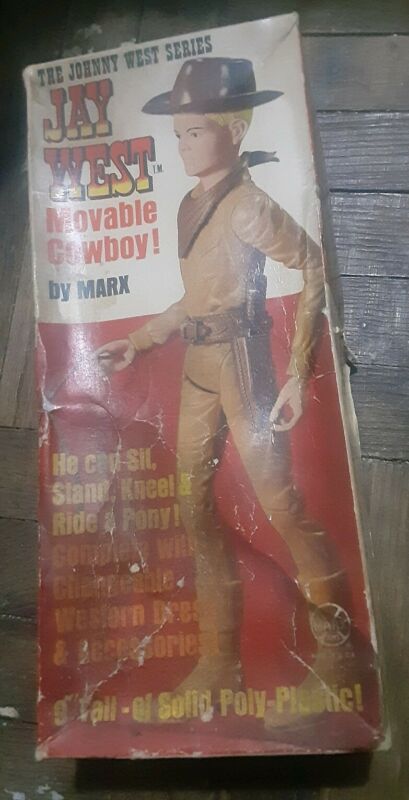 THE JOHNNY WEST SERIES
JAY
WEST T.M.
Movable
Cowboy!
by MARX
He can Sit,
Stand, Kneel &
Ride a Pony!
Complete with
Changeable
Western Dress
& Accessories!
9" Tall - of Solid Poly-Plastic!
MARX